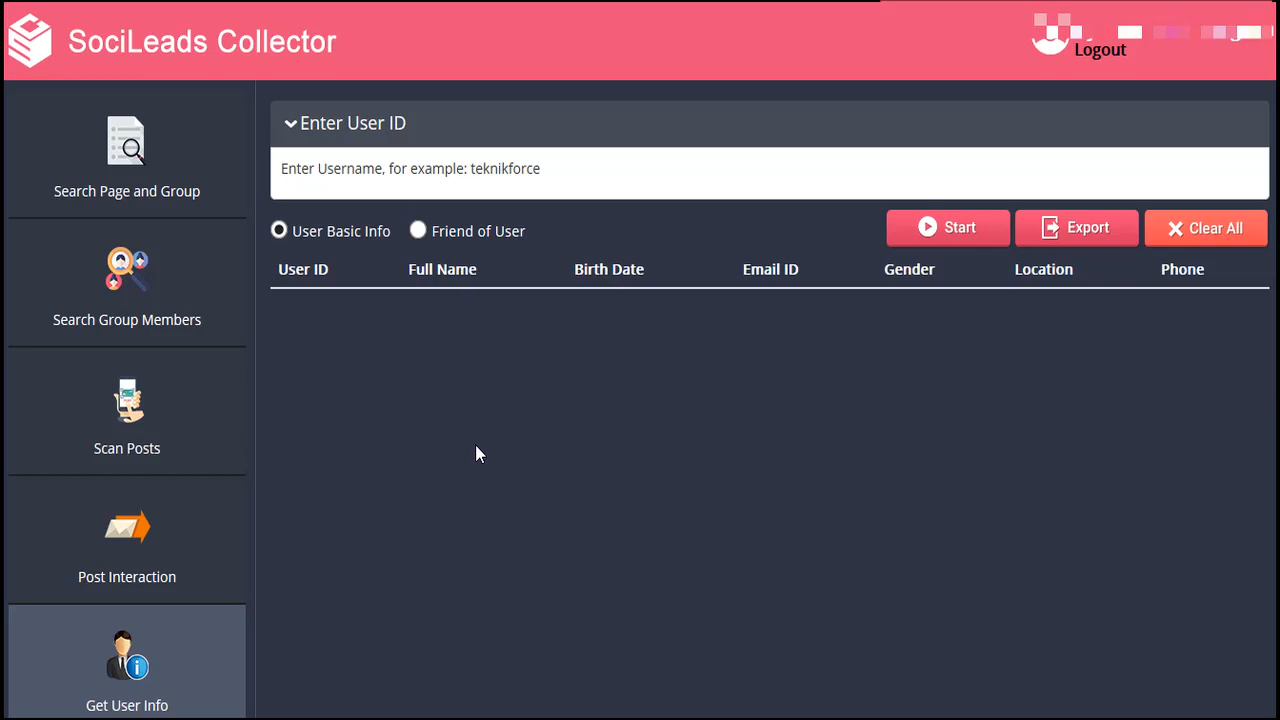 SociLeads Collector
Logout
Search Page and Group
Search Group Members
Scan Posts
Post Interaction
Get User Info
Enter User ID
Enter Username, for example: teknikforce
User Basic Info Friend of User Start Export Clear All
User ID Full Name Birth Date Email ID Gender Location Phone